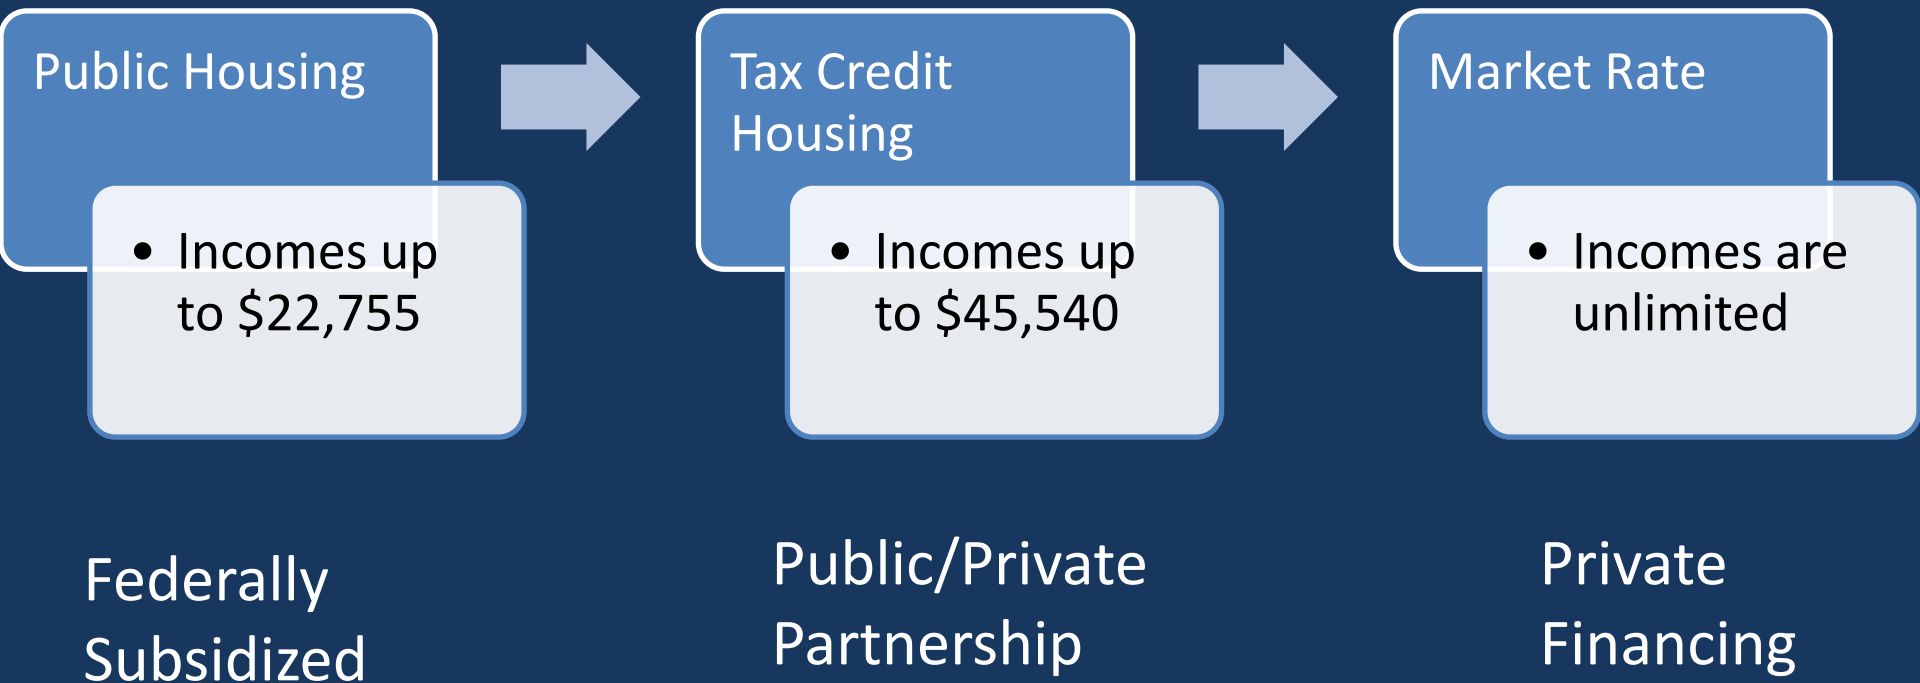 Public Housing
• Incomes up
to $22,755
Tax Credit
Housing
• Incomes up
to $45,540
Market Rate
• Incomes are
unlimited
Federally
Subsidized
Public/Private
Partnership
Private
Financing